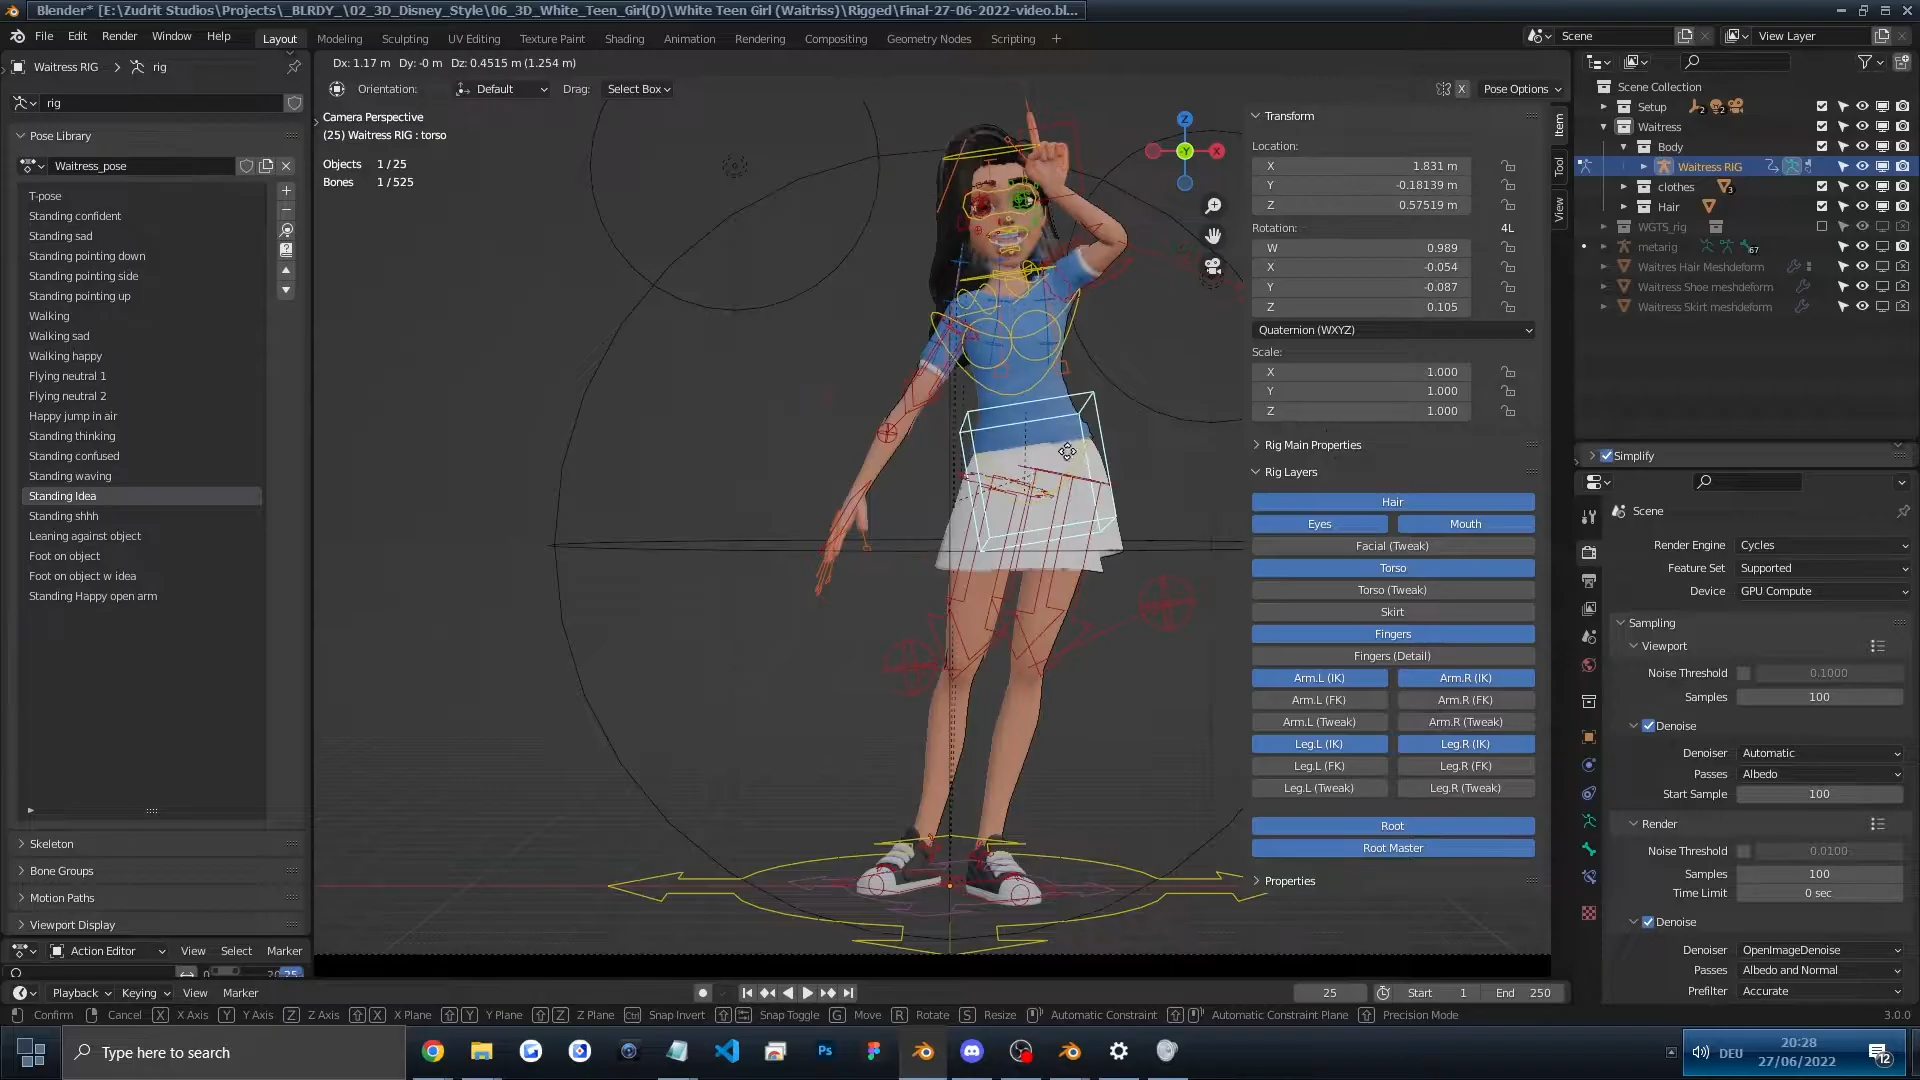 Blender* [E:\Zudrit Studios\Projects\_BLRDY_\02_3D_Disney_Style\06_3D_White_Teen_Girl(D)\White Teen Girl (Waitriss)\Rigged\Final-27-06-2022-video.bl...
File Edit Render Window Help Layout Modeling Sculpting UV Editing Texture Paint Shading Animation Rendering Compositing Geometry Nodes Scripting + Scene View Layer
Waitress RIG > rig
Dx: 1.17 m Dy: -0 m Dz: 0.4515 m (1.254 m)
Orientation: Default Drag: Select Box X Pose Options
rig
Camera Perspective
(25) Waitress RIG : torso
Objects 1 / 25
Bones 1 / 525
Pose Library
Waitress_pose
T-pose
Standing confident
Standing sad
Standing pointing down
Standing pointing side
Standing pointing up
Walking
Walking sad
Walking happy
Flying neutral 1
Flying neutral 2
Happy jump in air
Standing thinking
Standing confused
Standing waving
Standing Idea
Standing shhh
Leaning against object
Foot on object
Foot on object w idea
Standing Happy open arm
Skeleton
Bone Groups
Motion Paths
Viewport Display
Z
X
-Y
Transform
Location:
X 1.831 m
Y -0.18139 m
Z 0.57519 m
Rotation: 4L
W 0.989
X -0.054
Y -0.087
Z 0.105
Quaternion (WXYZ)
Scale:
X 1.000
Y 1.000
Z 1.000
Rig Main Properties
Rig Layers
Hair
Eyes Mouth
Facial (Tweak)
Torso
Torso (Tweak)
Skirt
Fingers
Fingers (Detail)
Arm.L (IK) Arm.R (IK)
Arm.L (FK) Arm.R (FK)
Arm.L (Tweak) Arm.R (Tweak)
Leg.L (IK) Leg.R (IK)
Leg.L (FK) Leg.R (FK)
Leg.L (Tweak) Leg.R (Tweak)
Root
Root Master
Properties
Item
Tool
View
Scene Collection
Setup 2 2
Waitress
Body
Waitress RIG
clothes 3
Hair
WGTS_rig
metarig 67
Waitres Hair Meshdeform
Waitress Shoe meshdeform
Waitress Skirt meshdeform
Simplify
Scene
Render Engine Cycles
Feature Set Supported
Device GPU Compute
Sampling
Viewport
Noise Threshold 0.1000
Samples 100
Denoise
Denoiser Automatic
Passes Albedo
Start Sample 100
Render
Noise Threshold 0.0100
Samples 100
Time Limit 0 sec
Denoise
Denoiser OpenImageDenoise
Passes Albedo and Normal
Prefilter Accurate
Action Editor View Select Marker
0 20 25
Playback Keying View Marker 25 Start 1 End 250
Confirm Cancel X X Axis Y Y Axis Z Z Axis X X Plane Y Y Plane Z Z Plane Ctrl Snap Invert Snap Toggle G Move R Rotate S Resize Automatic Constraint Automatic Constraint Plane Precision Mode 3.0.0
Type here to search Ps DEU 20:28
27/06/2022 12